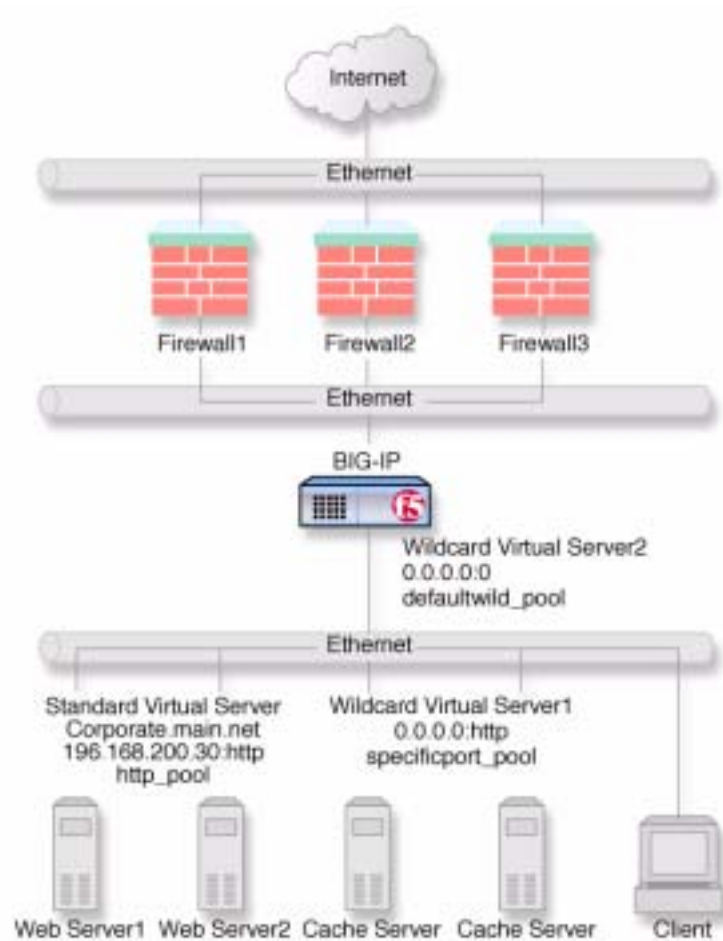 Internet
Ethernet
Firewall1 Firewall2 Firewall3
Ethernet
BIG-IP
f5
Wildcard Virtual Server2
0.0.0.0:0
defaultwild_pool
Ethernet
Standard Virtual Server
Corporate.main.net
196.168.200.30:http
http_pool
Wildcard Virtual Server1
0.0.0.0:http
specificport_pool
Web Server1 Web Server2 Cache Server Cache Server Client